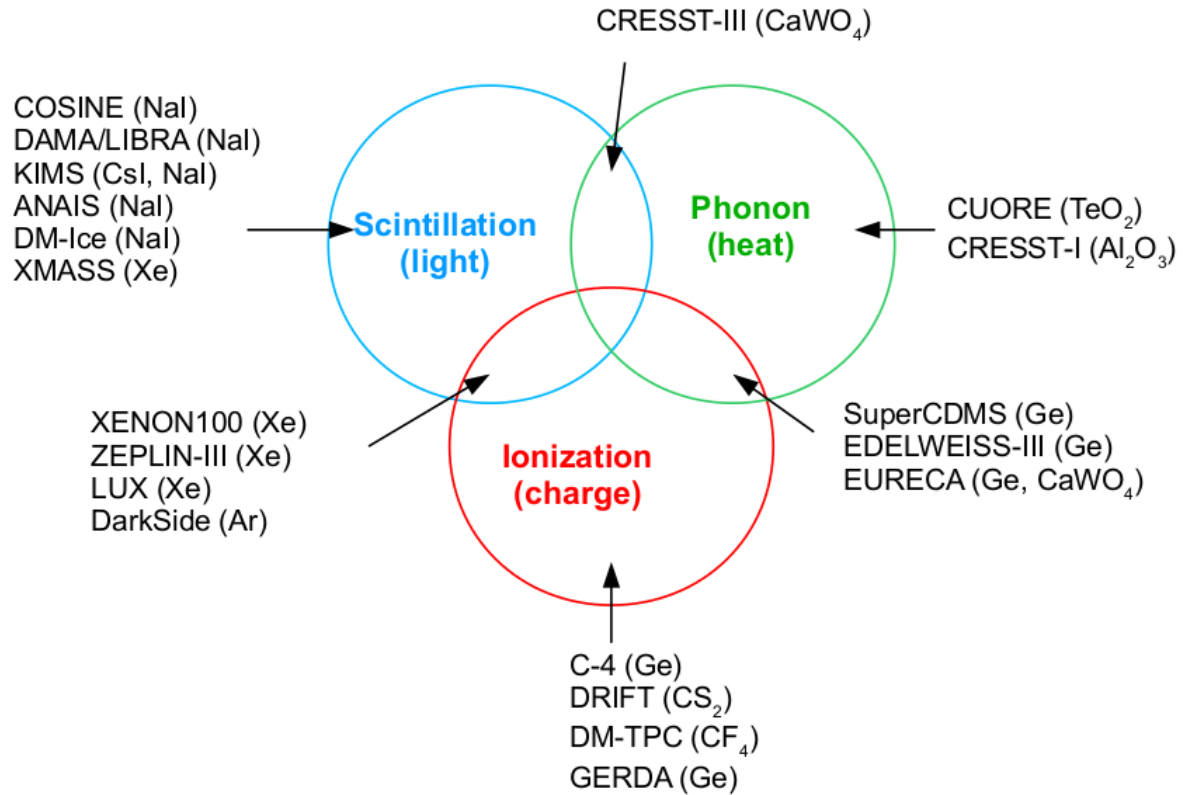 CRESST-III (CaWO₄)
COSINE (NaI)
DAMA/LIBRA (NaI)
KIMS (CsI, NaI)
ANAIS (NaI)
DM-Ice (NaI)
XMASS (Xe)
Scintillation
(light)
Phonon
(heat)
CUORE (TeO₂)
CRESST-I (Al₂O₃)
XENON100 (Xe)
ZEPLIN-III (Xe)
LUX (Xe)
DarkSide (Ar)
Ionization
(charge)
SuperCDMS (Ge)
EDELWEISS-III (Ge)
EURECA (Ge, CaWO₄)
C-4 (Ge)
DRIFT (CS₂)
DM-TPC (CF₄)
GERDA (Ge)